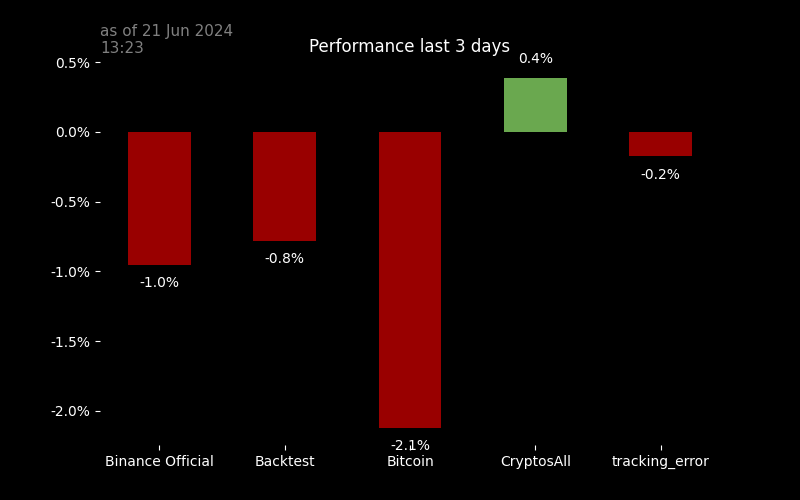 as of 21 Jun 2024
13:23
Performance last 3 days
0.5%
0.0%
-0.5%
-1.0%
-1.5%
-2.0%
0.4%
-0.2%
-0.8%
-1.0%
-2.1%
Binance Official
Backtest
Bitcoin
CryptosAll
tracking_error